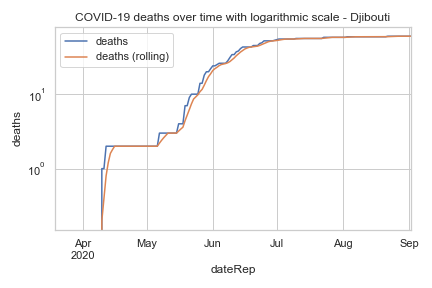 COVID-19 deaths over time with logarithmic scale - Djibouti
deaths
deaths (rolling)
10¹
10⁰
deaths
Apr
2020
May
Jun
Jul
Aug
Sep
dateRep